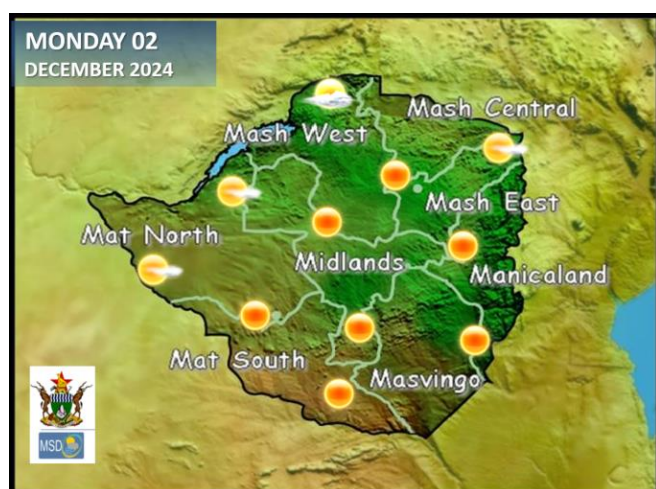 MONDAY 02
DECEMBER 2024
Mash Central
Mash West
Mash East
Mat North
Midlands
Manicaland
Mat South
Masvingo
MSD